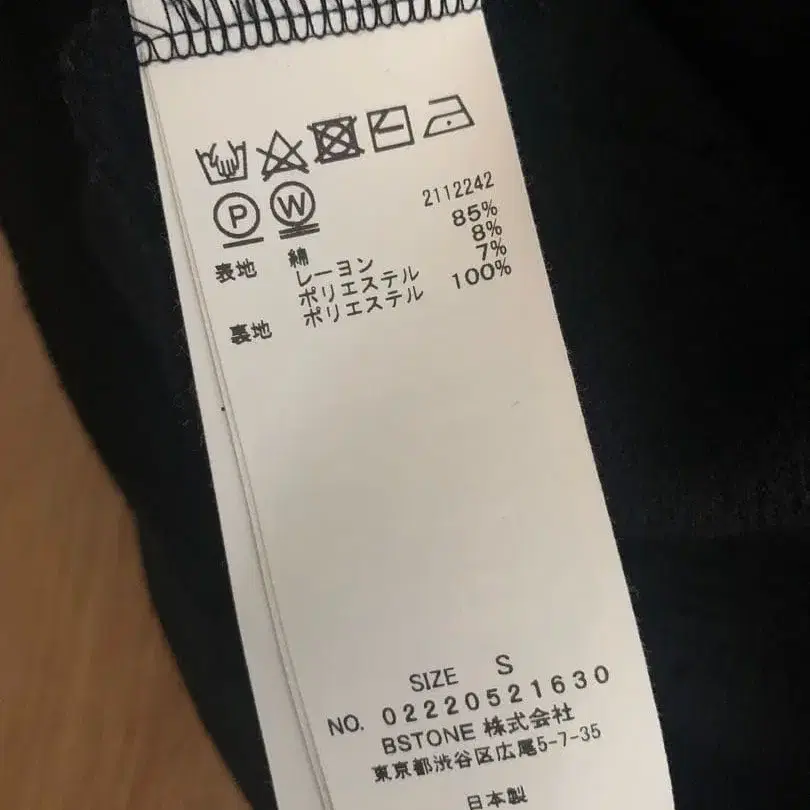 P W
2112242
表地 綿 85%
レーヨン 8%
ポリエステル 7%
裏地 ポリエステル 100%
SIZE S
NO. 02220521630
BSTONE 株式会社
東京都渋谷区広尾5-7-35
日本製